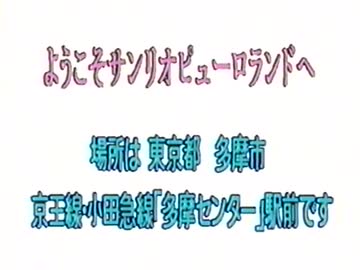 ようこそサンリオピューロランドへ
場所は 東京都 多摩市
京王線・小田急線「多摩センター」駅前です